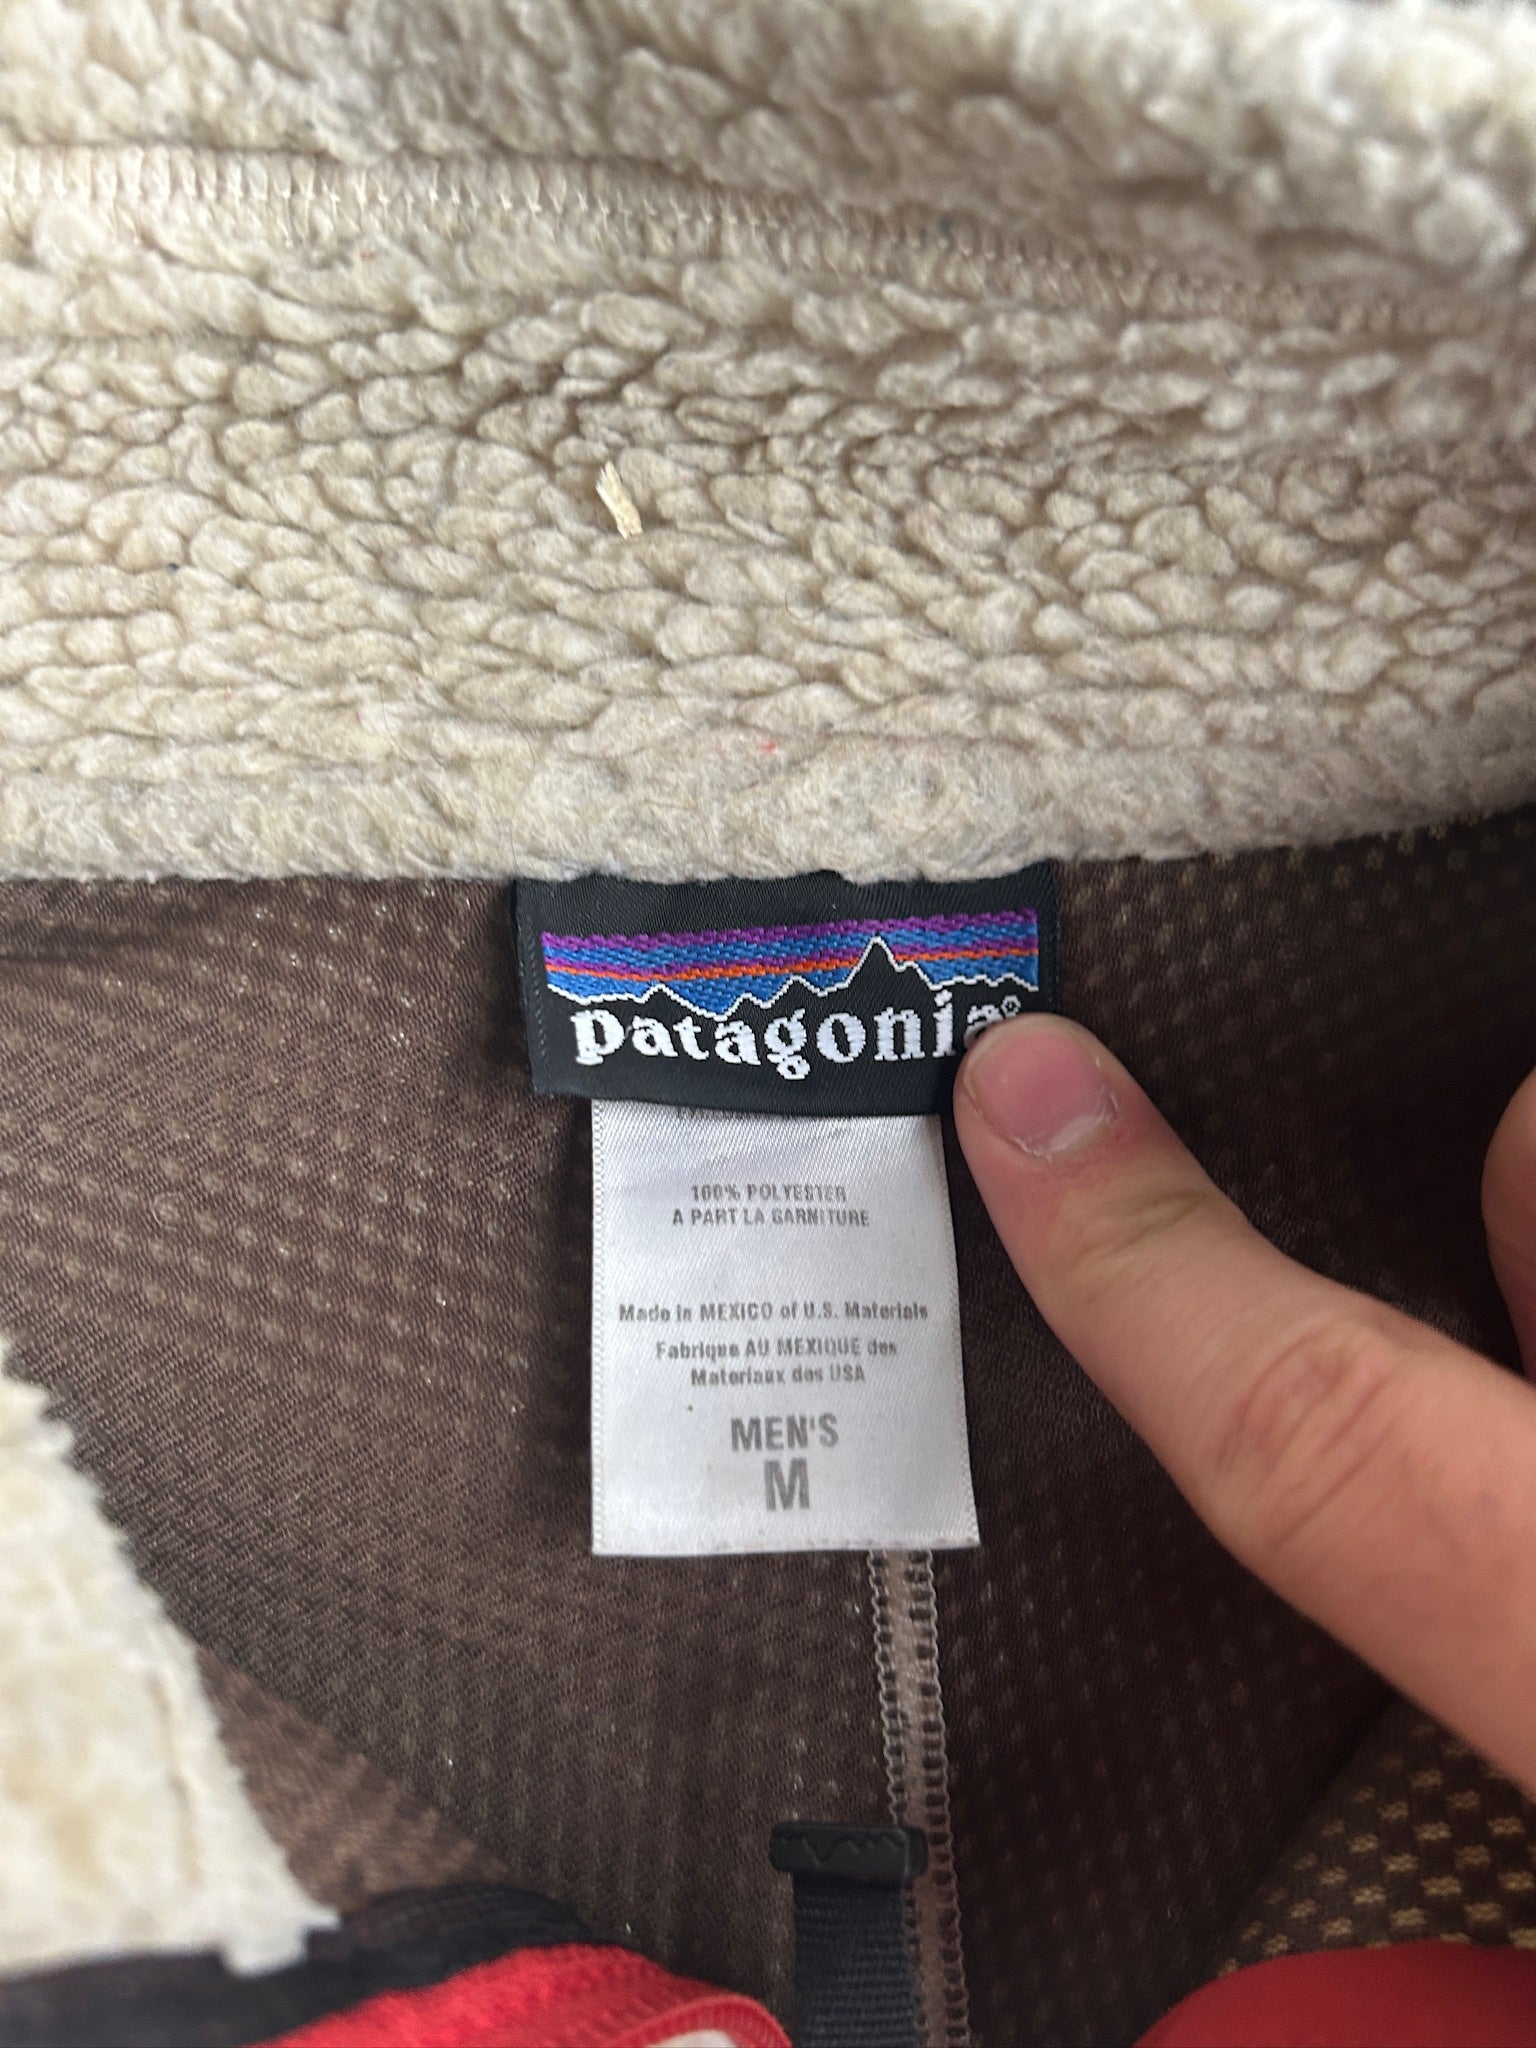 patagonia®
100% POLYESTER
A PART LA GARNITURE
Made in MEXICO of U.S. Materials
Fabrique AU MEXIQUE des
Materiaux des USA
MEN'S
M